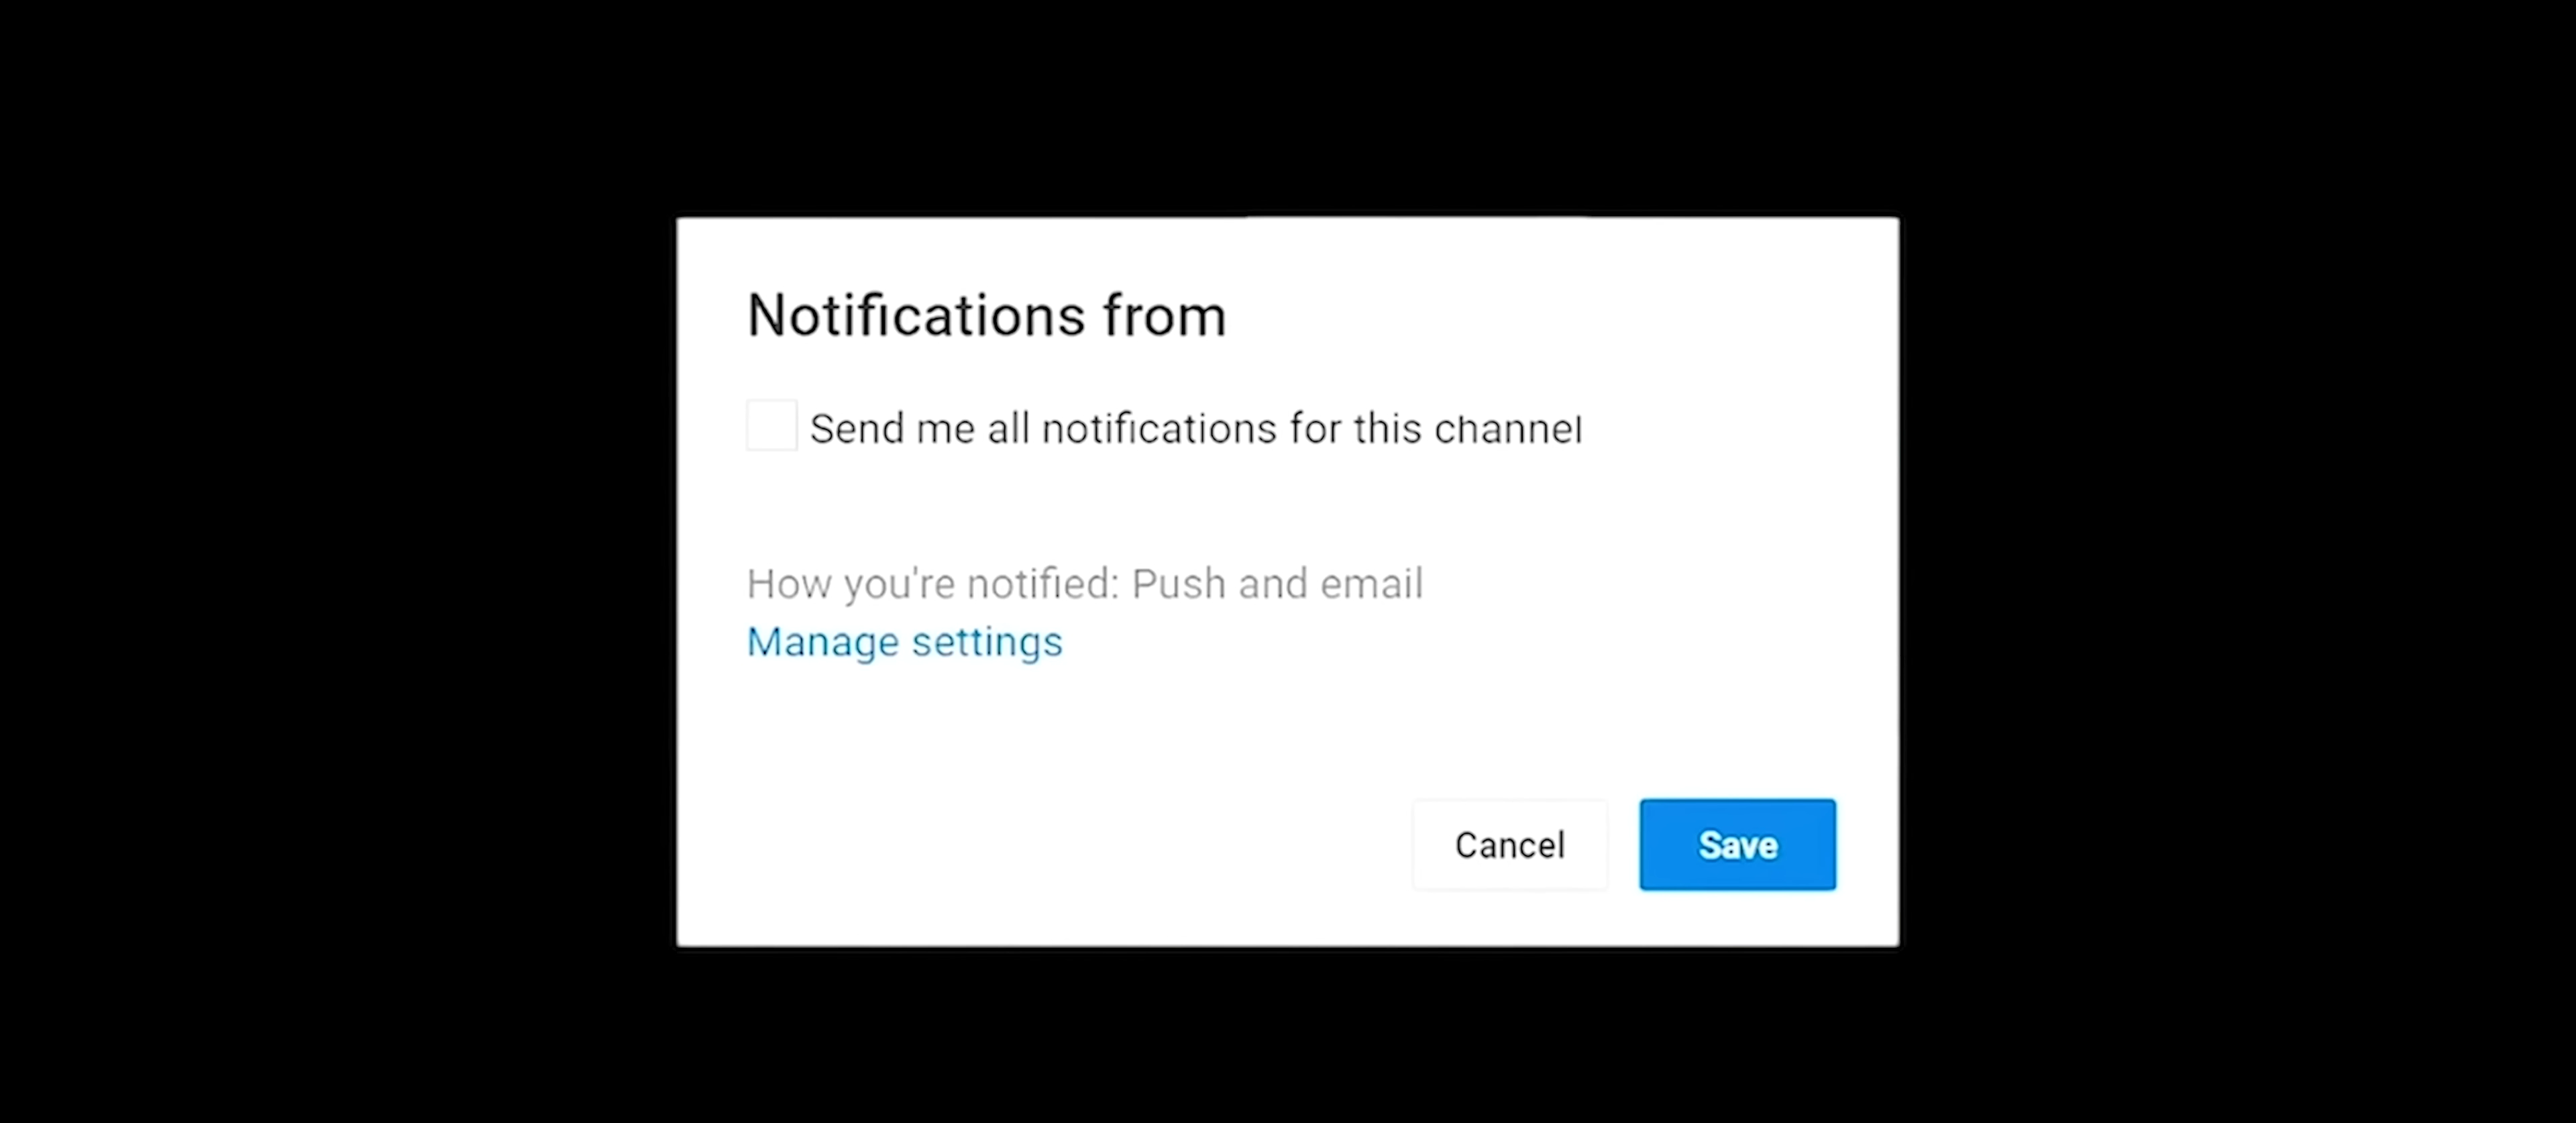 Notifications from
Send me all notifications for this channel
How you're notified: Push and email
Manage settings
Cancel
Save